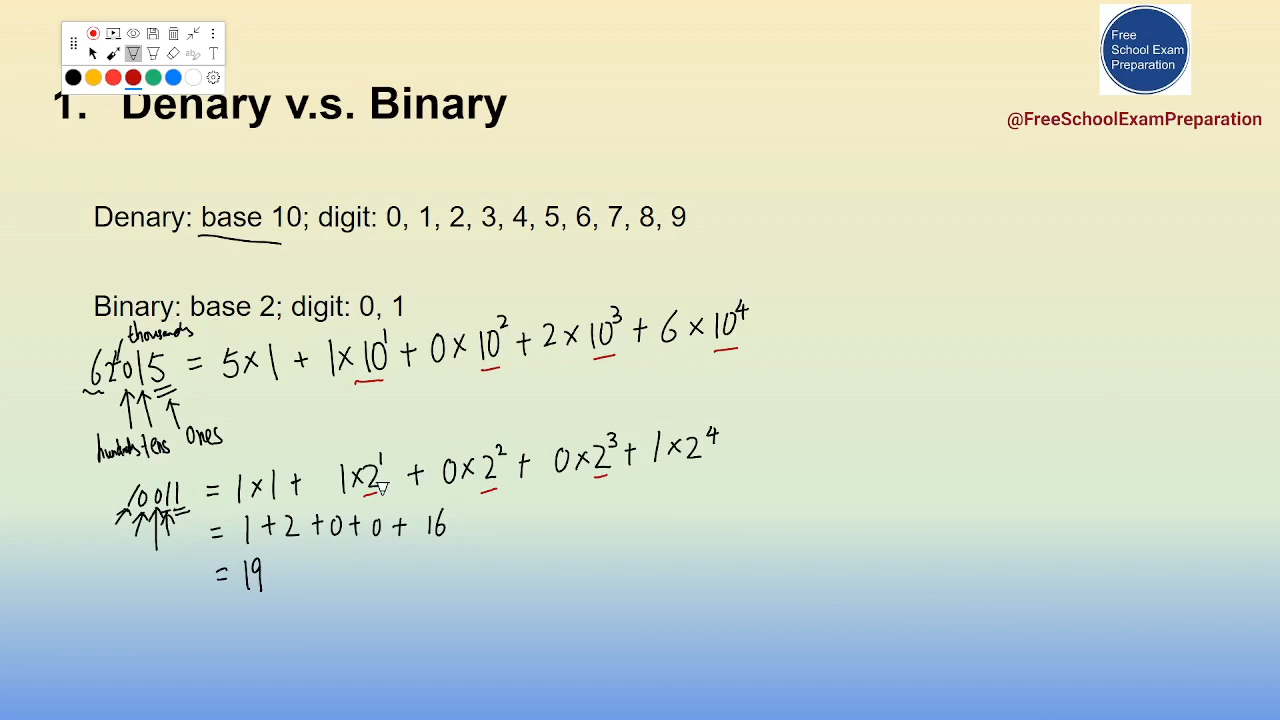 Free
School Exam
Preparation
@FreeSchoolExamPreparation
1. Denary v.s. Binary
Denary: base 10; digit: 0, 1, 2, 3, 4, 5, 6, 7, 8, 9
Binary: base 2; digit: 0, 1
thousands
62015 = 5×1 + 1×10¹ + 0×10² + 2×10³ + 6×10⁴
hundreds tens ones
10011 = 1×1 + 1×2¹ + 0×2² + 0×2³ + 1×2⁴
= 1+2+0+0+16
= 19